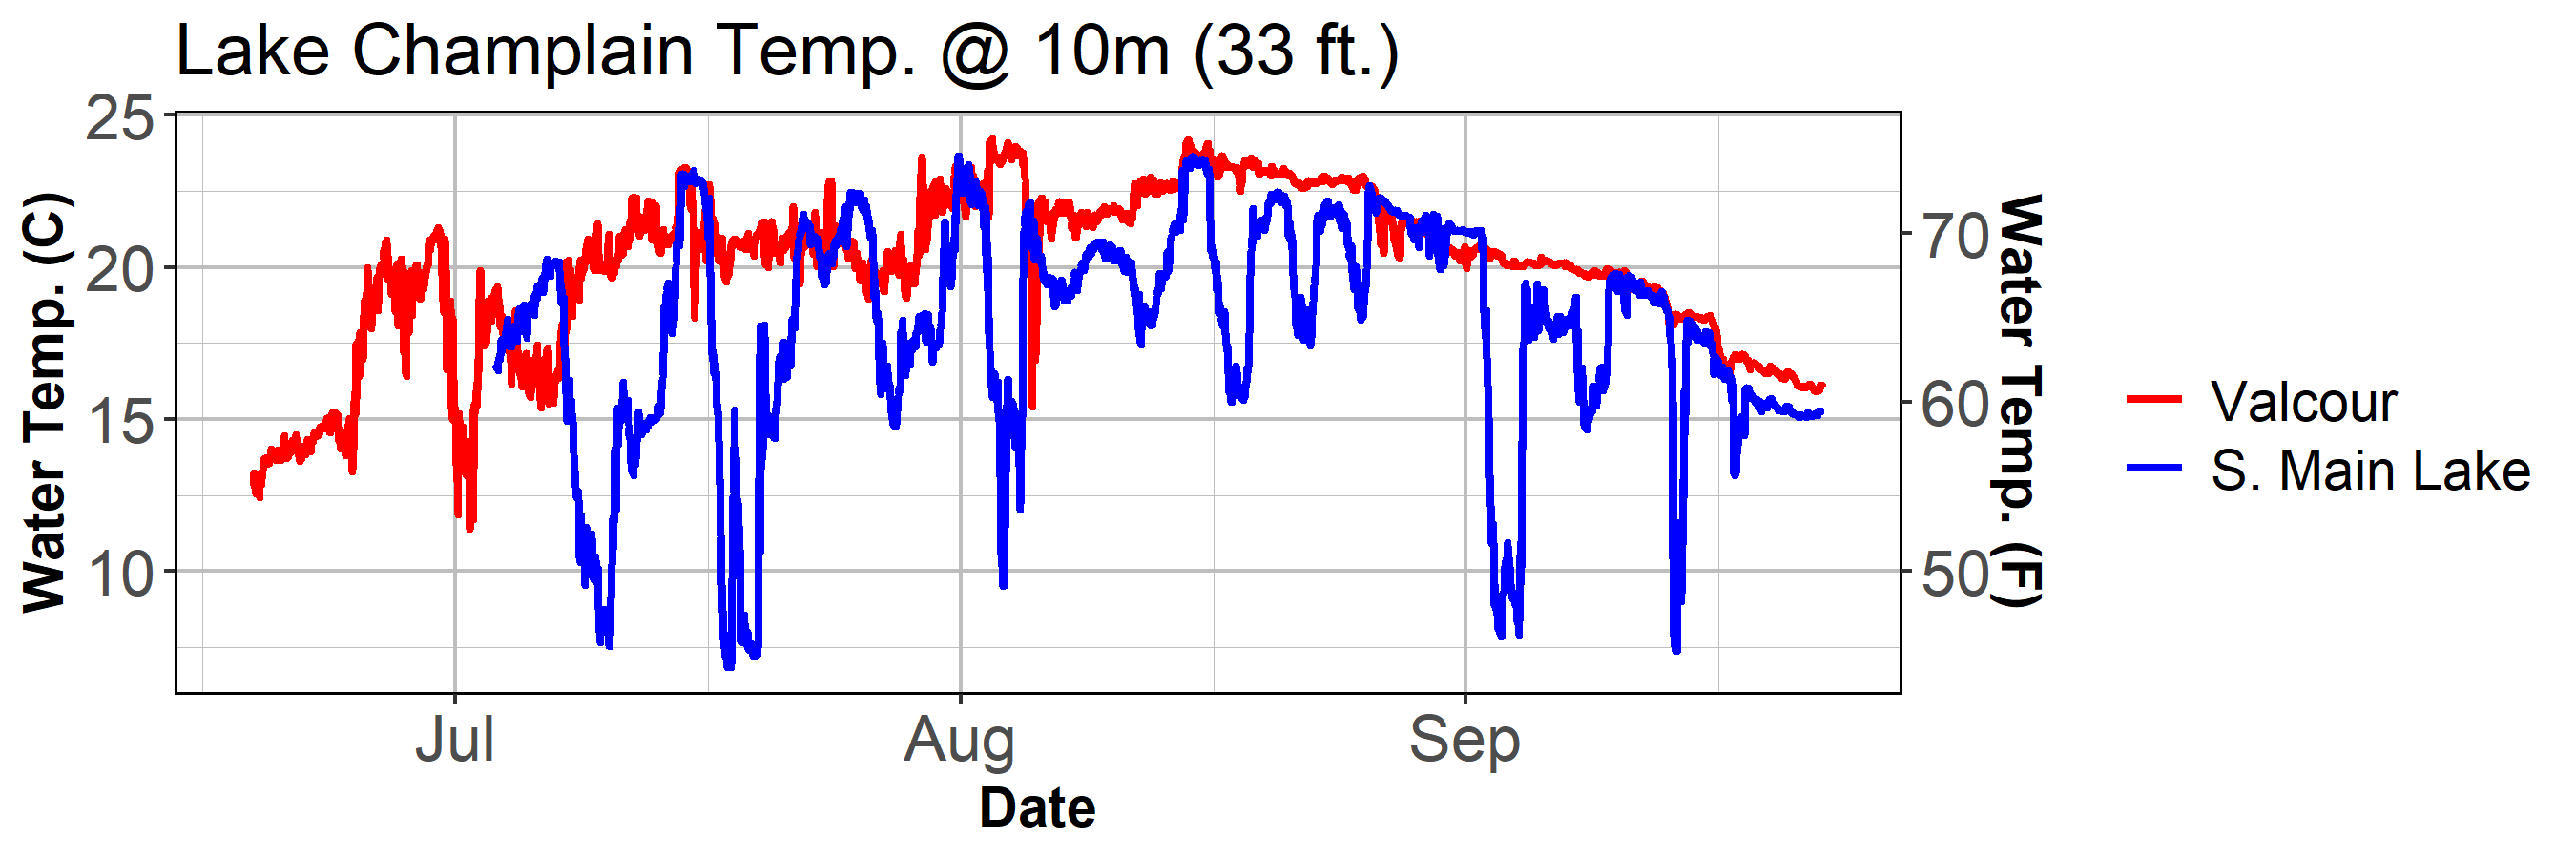 Lake Champlain Temp. @ 10m (33 ft.)
Water Temp. (C)
25
20
15
10
70
60
50
Water Temp. (F)
Jul
Aug
Sep
Date
Valcour
S. Main Lake